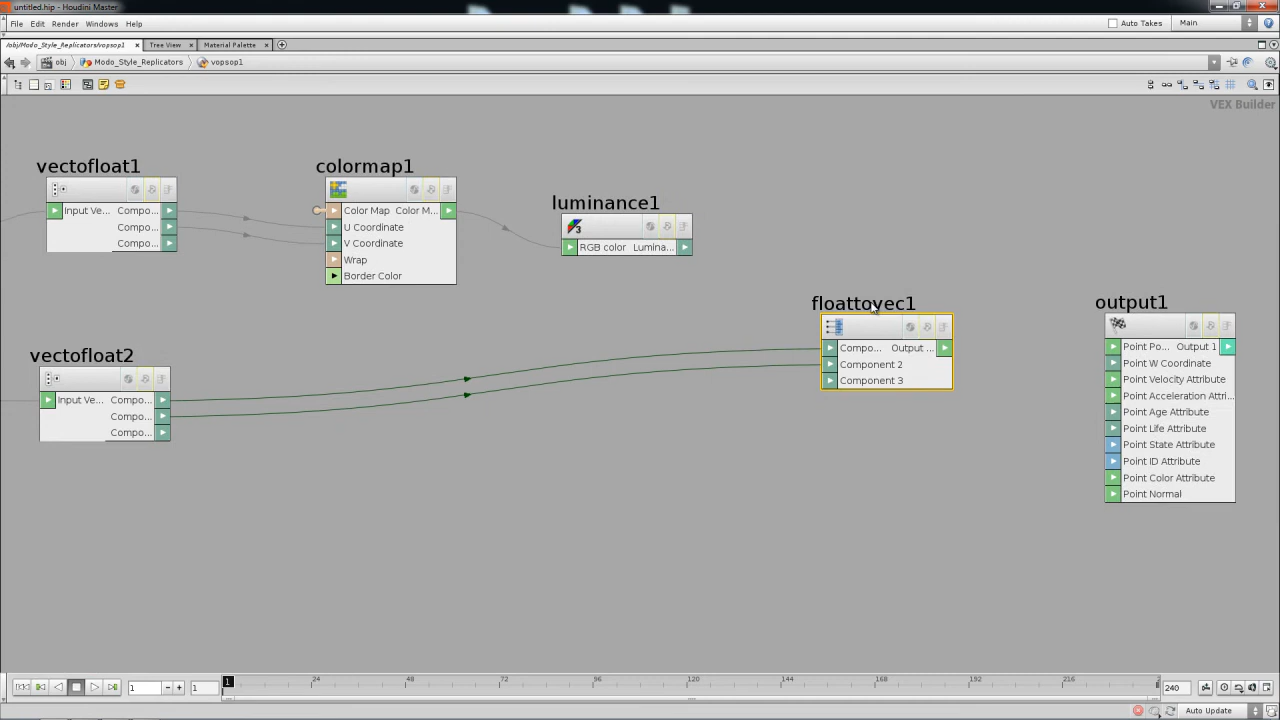 untitled.hip - Houdini Master
File Edit Render Windows Help
Auto Takes Main
/obj/Modo_Style_Replicators/vopsop1 Tree View Material Palette
obj Modo_Style_Replicators vopsop1
VEX Builder
vectofloat1
Input Ve... Compo...
Compo...
Compo...
colormap1
Color Map Color M...
U Coordinate
V Coordinate
Wrap
Border Color
luminance1
RGB color Lumina...
floattovec1
Compo... Output ...
Component 2
Component 3
output1
Point Po... Output 1
Point W Coordinate
Point Velocity Attribute
Point Acceleration Attri...
Point Age Attribute
Point Life Attribute
Point State Attribute
Point ID Attribute
Point Color Attribute
Point Normal
vectofloat2
Input Ve... Compo...
Compo...
Compo...
1 1 1 24 48 72 96 120 144 168 192 216 2 240
Auto Update